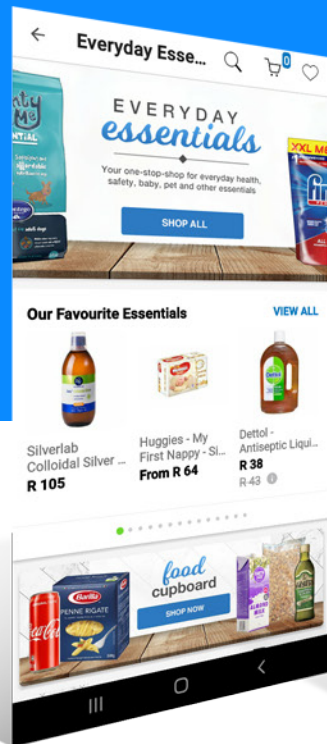 Everyday Esse...
0
EVERYDAY
essentials
Your one-stop-shop for everyday health,
safety, baby, pet and other essentials
SHOP ALL
XXL
Our Favourite Essentials
VIEW ALL
Silverlab
Colloidal Silver ...
R 105
Huggies - My
First Nappy - Si...
From R 64
Dettol -
Antiseptic Liqui...
R 38
R 43
food
cupboard
SHOP NOW
Barilla
PENNE RIGATE
ALMOND
MILK